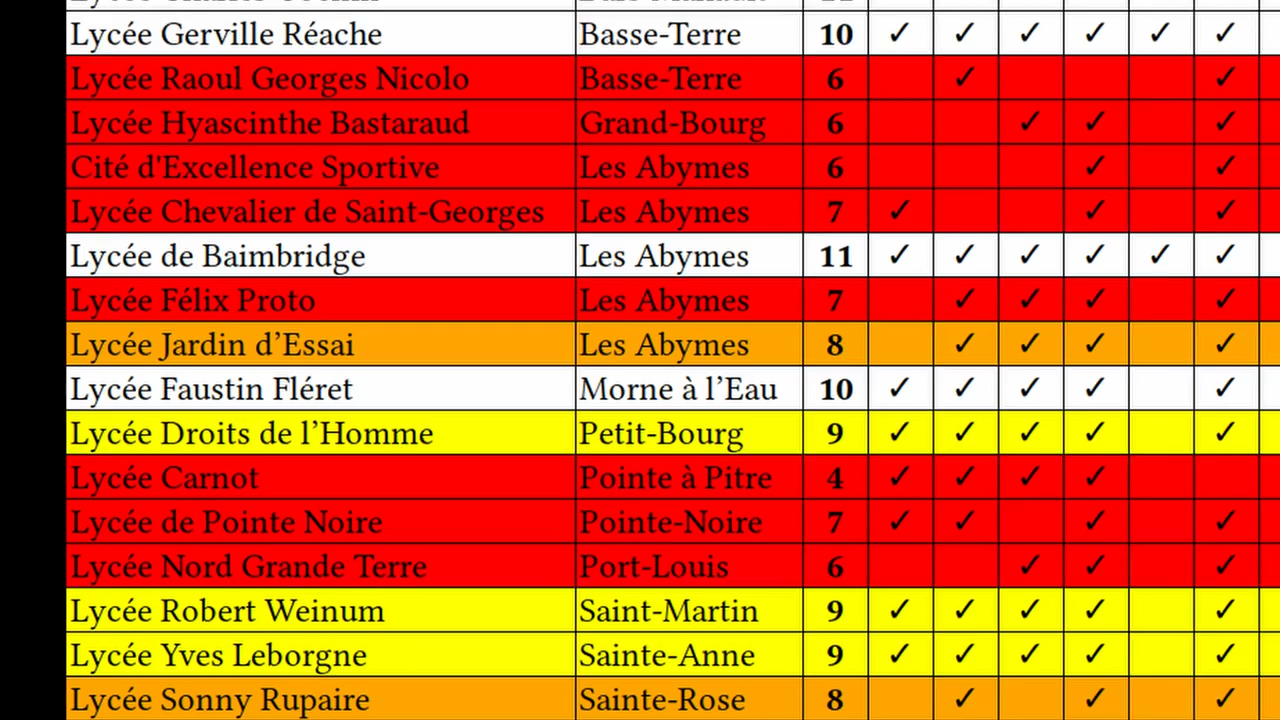 Lycée Gerville Réache Basse-Terre 10 ✓ ✓ ✓ ✓ ✓ ✓
Lycée Raoul Georges Nicolo Basse-Terre 6 ✓ ✓
Lycée Hyascinthe Bastaraud Grand-Bourg 6 ✓ ✓ ✓
Cité d'Excellence Sportive Les Abymes 6 ✓ ✓
Lycée Chevalier de Saint-Georges Les Abymes 7 ✓ ✓ ✓
Lycée de Baimbridge Les Abymes 11 ✓ ✓ ✓ ✓ ✓ ✓
Lycée Félix Proto Les Abymes 7 ✓ ✓ ✓ ✓
Lycée Jardin d’Essai Les Abymes 8 ✓ ✓ ✓ ✓
Lycée Faustin Fléret Morne à l’Eau 10 ✓ ✓ ✓ ✓ ✓
Lycée Droits de l’Homme Petit-Bourg 9 ✓ ✓ ✓ ✓ ✓
Lycée Carnot Pointe à Pitre 4 ✓ ✓ ✓ ✓
Lycée de Pointe Noire Pointe-Noire 7 ✓ ✓ ✓ ✓
Lycée Nord Grande Terre Port-Louis 6 ✓ ✓ ✓
Lycée Robert Weinum Saint-Martin 9 ✓ ✓ ✓ ✓ ✓
Lycée Yves Leborgne Sainte-Anne 9 ✓ ✓ ✓ ✓ ✓
Lycée Sonny Rupaire Sainte-Rose 8 ✓ ✓ ✓